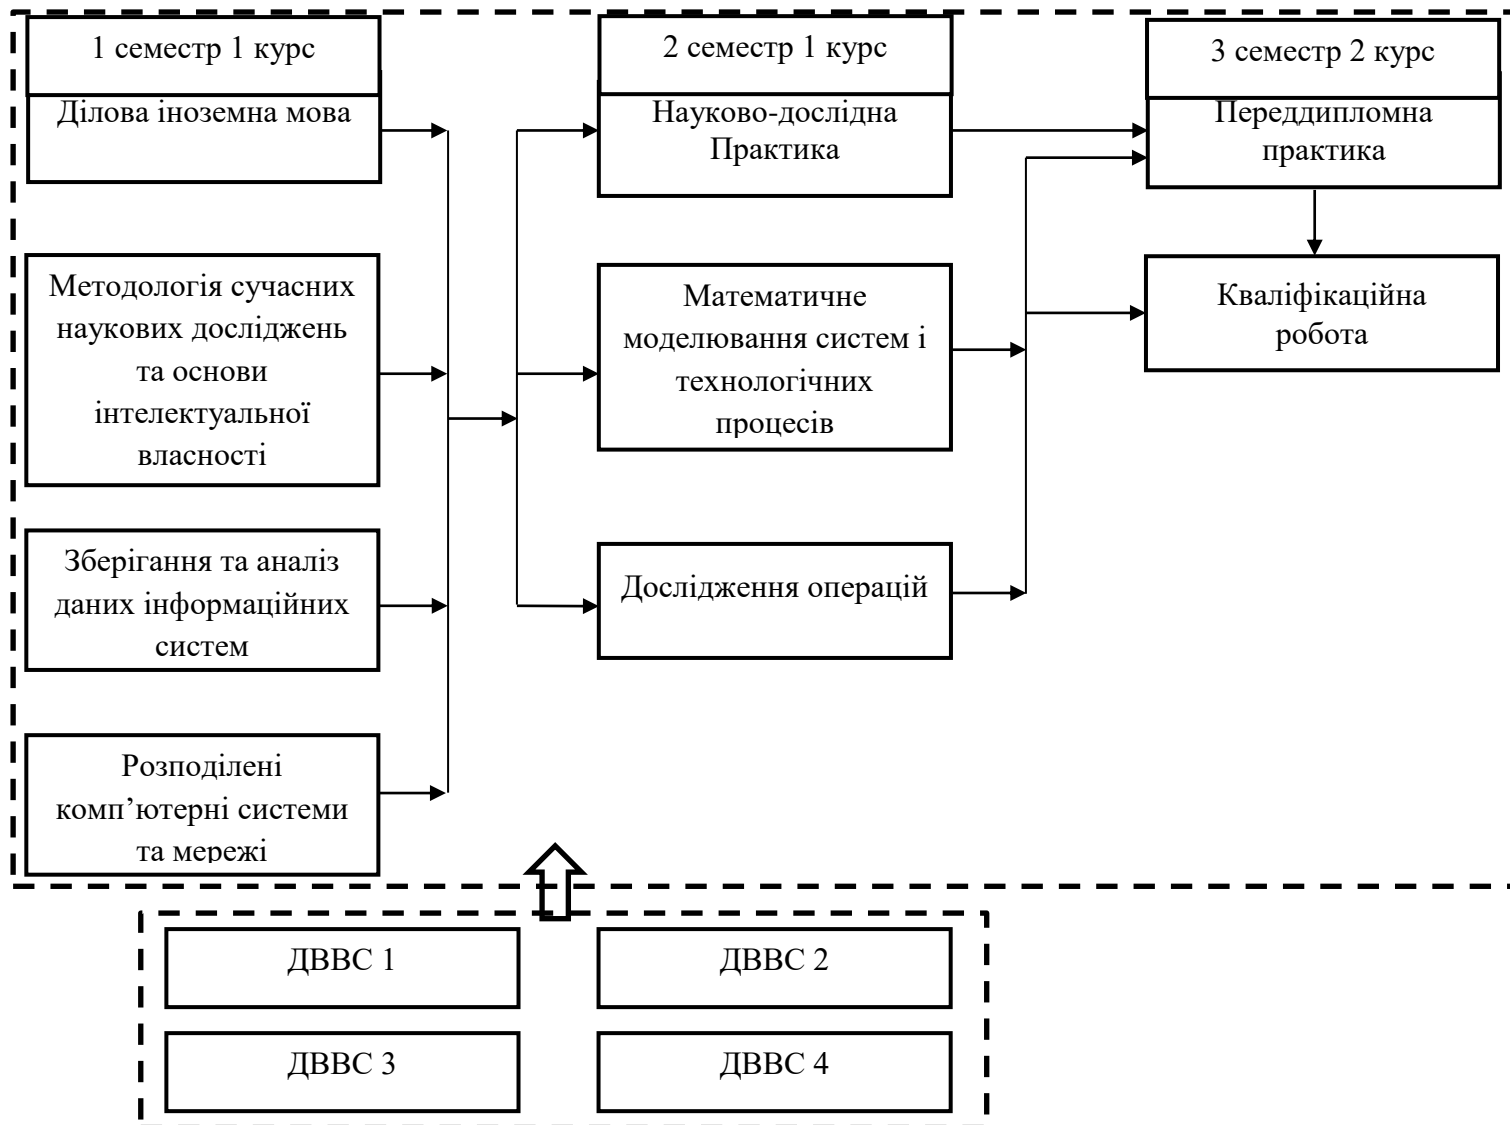 1 семестр 1 курс
Ділова іноземна мова
Методологія сучасних
наукових досліджень
та основи
інтелектуальної
власності
Зберігання та аналіз
даних інформаційних
систем
Розподілені
комп’ютерні системи
та мережі
2 семестр 1 курс
Науково-дослідна
Практика
Математичне
моделювання систем і
технологічних
процесів
Дослідження операцій
3 семестр 2 курс
Переддипломна
практика
Кваліфікаційна
робота
ДВВС 1
ДВВС 2
ДВВС 3
ДВВС 4